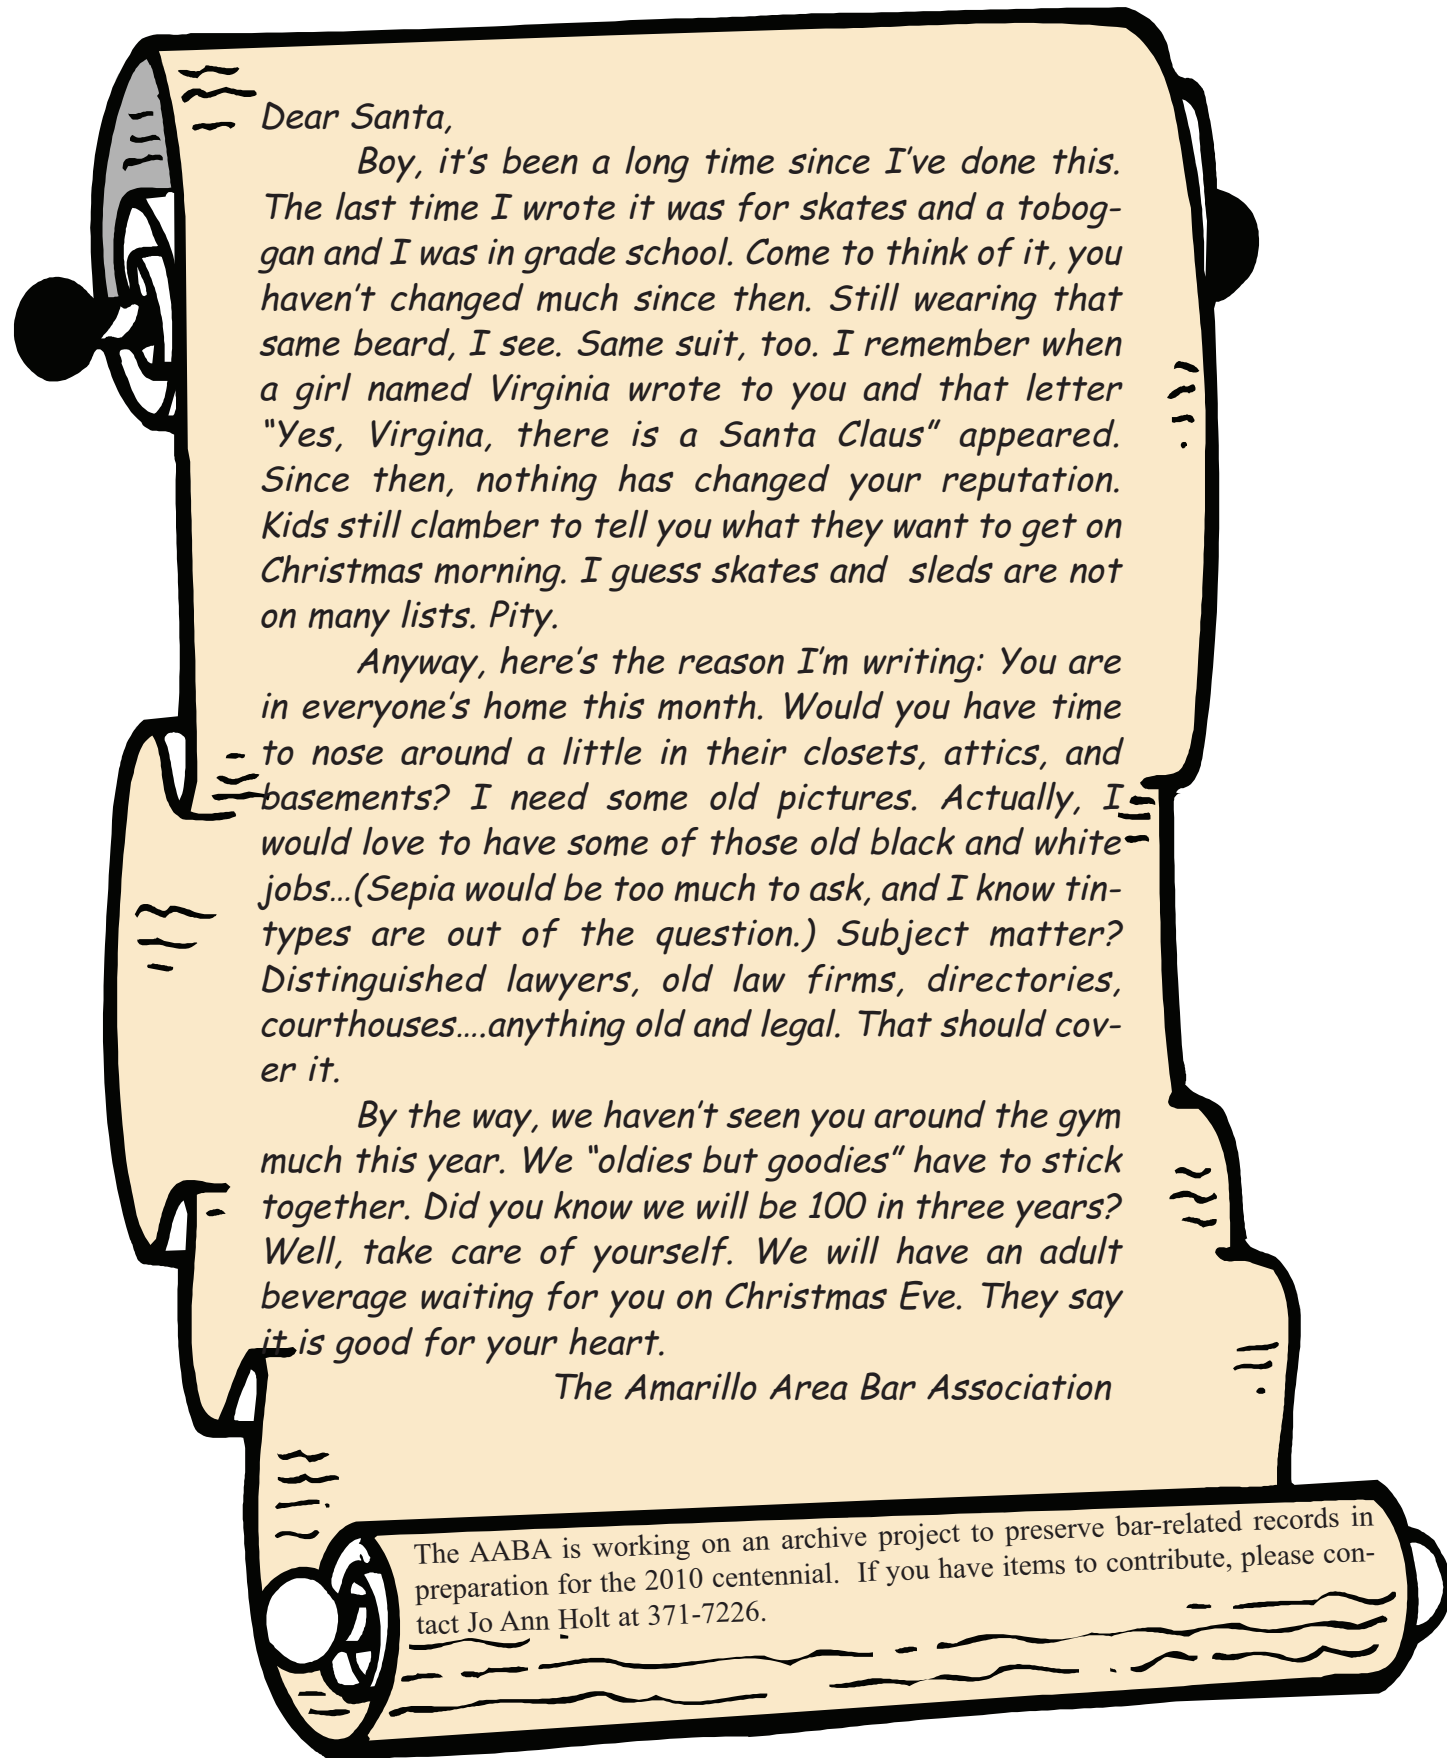 Dear Santa,
Boy, it's been a long time since I've done this.
The last time I wrote it was for skates and a tobog-
gan and I was in grade school. Come to think of it, you
haven't changed much since then. Still wearing that
same beard, I see. Same suit, too. I remember when
a girl named Virginia wrote to you and that letter
"Yes, Virgina, there is a Santa Claus" appeared.
Since then, nothing has changed your reputation.
Kids still clamber to tell you what they want to get on
Christmas morning. I guess skates and sleds are not
on many lists. Pity.
Anyway, here's the reason I'm writing: You are
in everyone's home this month. Would you have time
to nose around a little in their closets, attics, and
basements? I need some old pictures. Actually, I
would love to have some of those old black and white
jobs...(Sepia would be too much to ask, and I know tin-
types are out of the question.) Subject matter?
Distinguished lawyers, old law firms, directories,
courthouses....anything old and legal. That should cov-
er it.
By the way, we haven't seen you around the gym
much this year. We "oldies but goodies" have to stick
together. Did you know we will be 100 in three years?
Well, take care of yourself. We will have an adult
beverage waiting for you on Christmas Eve. They say
it is good for your heart.
The Amarillo Area Bar Association
The AABA is working on an archive project to preserve bar-related records in
preparation for the 2010 centennial. If you have items to contribute, please con-
tact Jo Ann Holt at 371-7226.